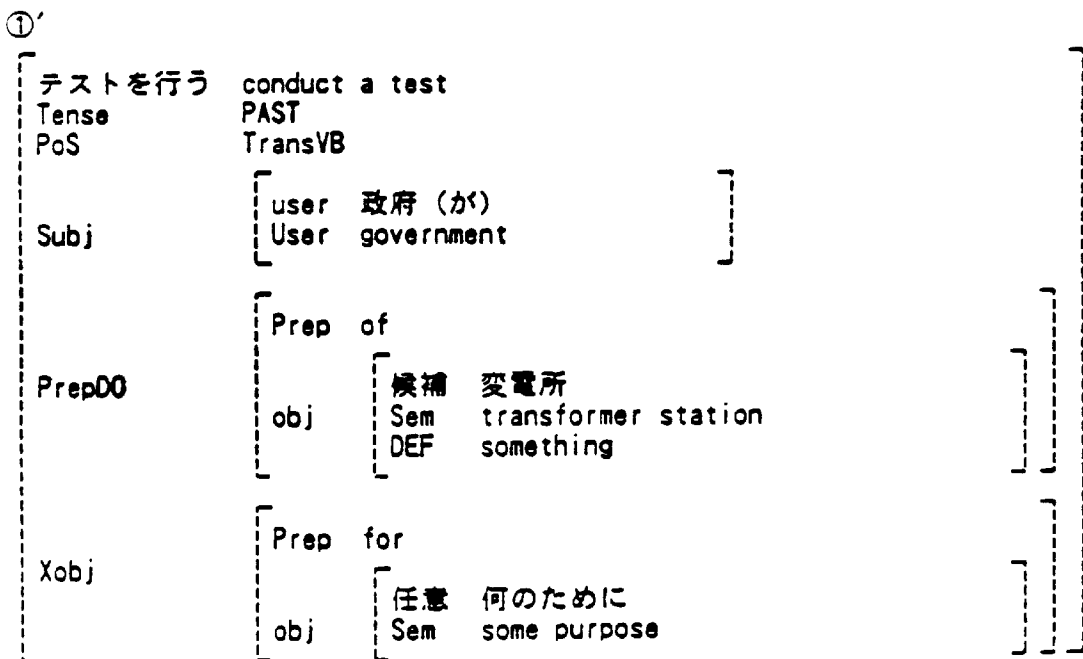 ①′
テストを行う conduct a test
Tense PAST
PoS TransVB
Subj
user 政府（が）
User government
PrepDO
Prep of
obj
候補 変電所
Sem transformer station
DEF something
Xobj
Prep for
obj
任意 何のために
Sem some purpose